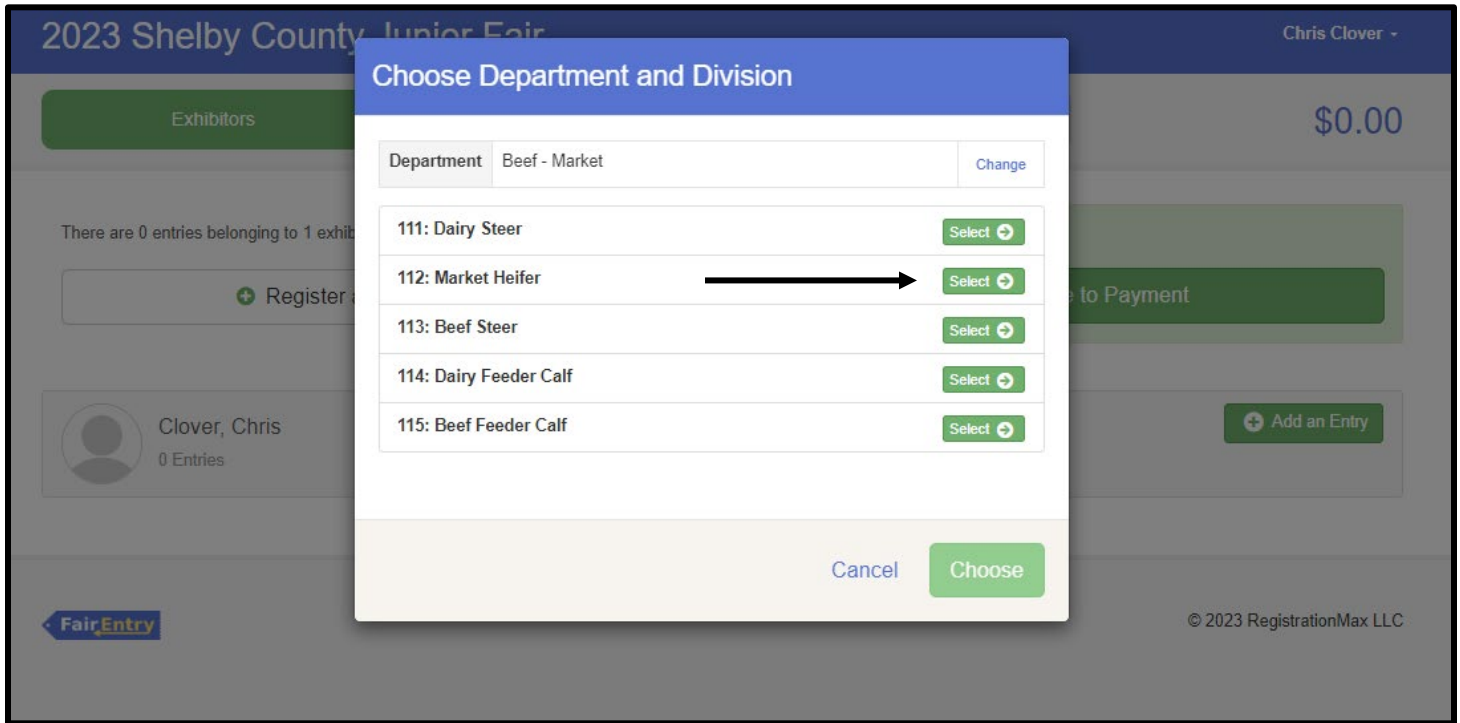 2023 Shelby County Junior Fair
Chris Clover
Choose Department and Division
Exhibitors
$0.00
Department Beef - Market Change
There are 0 entries belonging to 1 exhib
111: Dairy Steer Select
112: Market Heifer Select
Register
to Payment
113: Beef Steer Select
114: Dairy Feeder Calf Select
115: Beef Feeder Calf Select
Clover, Chris
0 Entries
Add an Entry
Cancel Choose
FairEntry
© 2023 RegistrationMax LLC